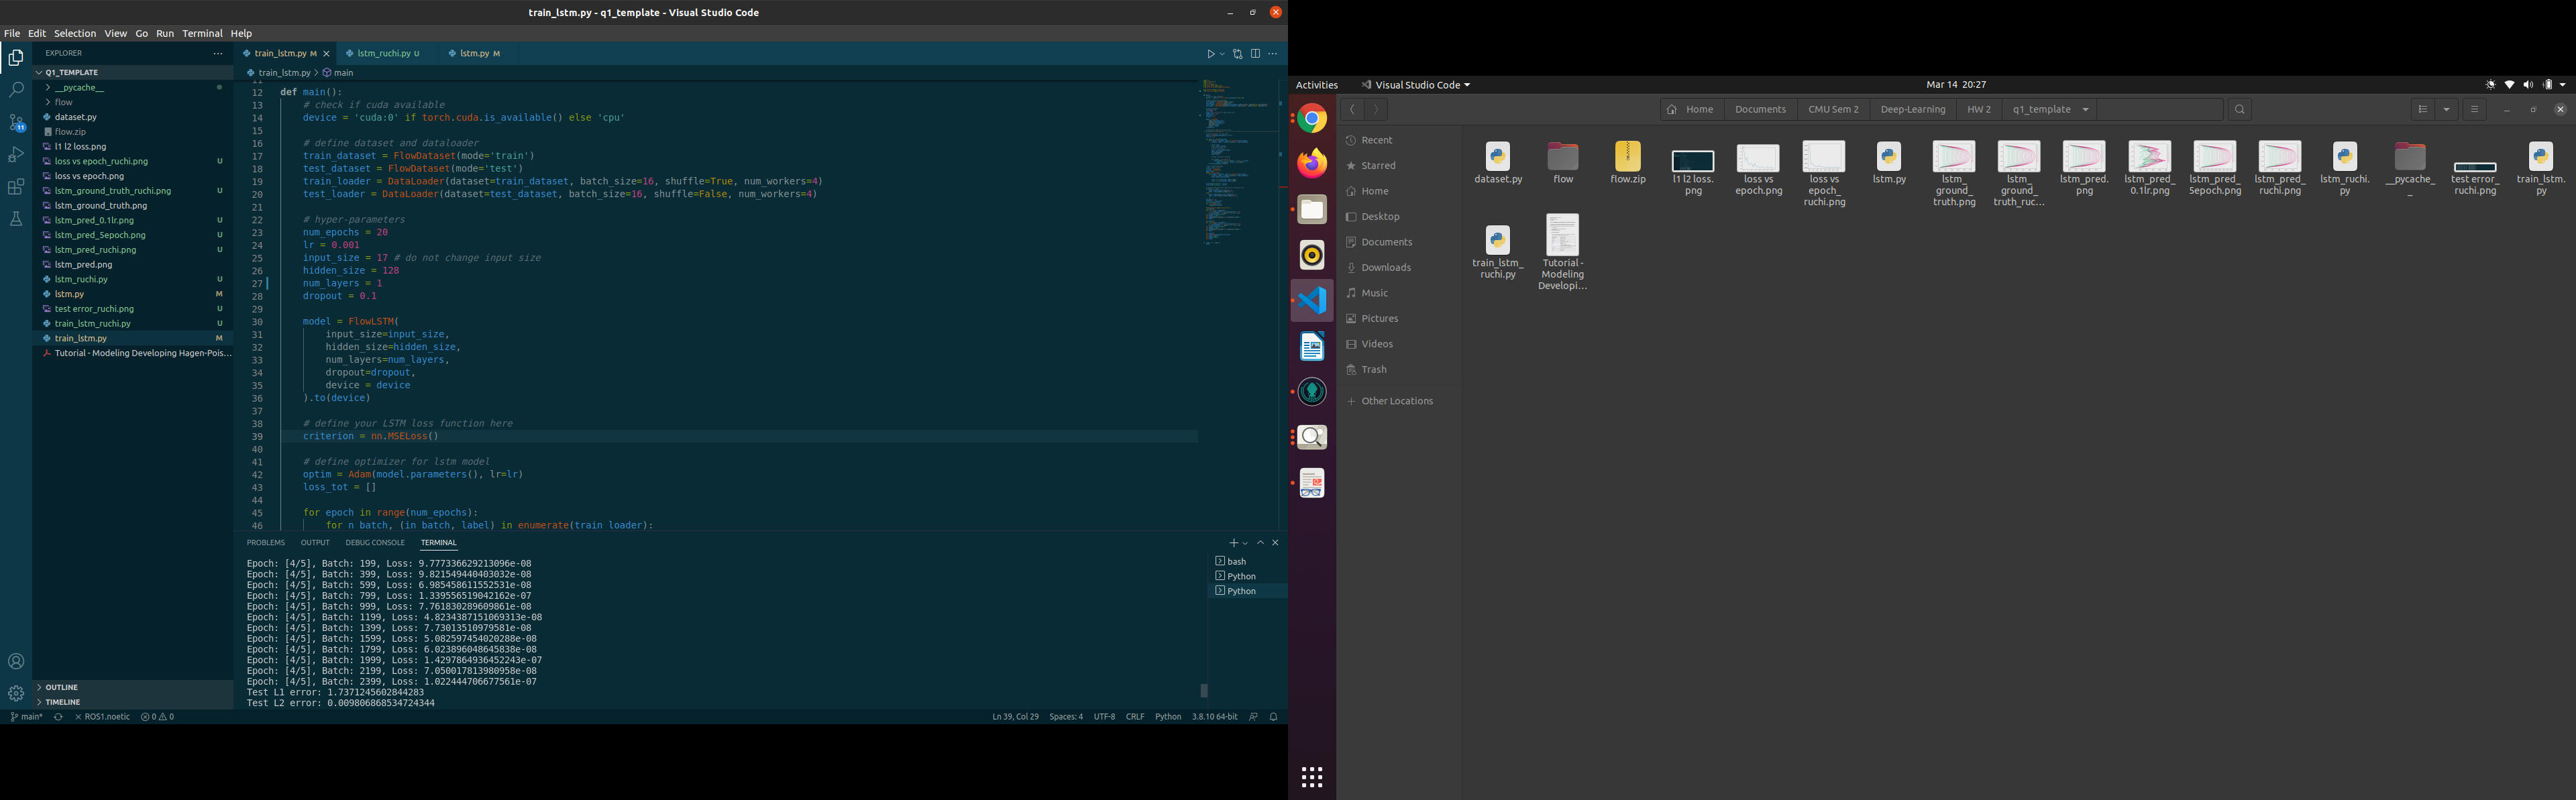 train_lstm.py - q1_template - Visual Studio Code
File Edit Selection View Go Run Terminal Help
EXPLORER
Q1_TEMPLATE
__pycache__
flow
dataset.py
flow.zip
l1 l2 loss.png
loss vs epoch_ruchi.png U
loss vs epoch.png
lstm_ground_truth_ruchi.png U
lstm_ground_truth.png
lstm_pred_0.1lr.png U
lstm_pred_5epoch.png U
lstm_pred_ruchi.png U
lstm_pred.png
lstm_ruchi.py U
lstm.py M
test error_ruchi.png U
train_lstm_ruchi.py U
train_lstm.py M
Tutorial - Modeling Developing Hagen-Pois...
OUTLINE
TIMELINE
11
train_lstm.py M
lstm_ruchi.py U
lstm.py M
train_lstm.py > main
12 def main():
13 # check if cuda available
14 device = 'cuda:0' if torch.cuda.is_available() else 'cpu'
15
16 # define dataset and dataloader
17 train_dataset = FlowDataset(mode='train')
18 test_dataset = FlowDataset(mode='test')
19 train_loader = DataLoader(dataset=train_dataset, batch_size=16, shuffle=True, num_workers=4)
20 test_loader = DataLoader(dataset=test_dataset, batch_size=16, shuffle=False, num_workers=4)
21
22 # hyper-parameters
23 num_epochs = 20
24 lr = 0.001
25 input_size = 17 # do not change input size
26 hidden_size = 128
27 num_layers = 1
28 dropout = 0.1
29
30 model = FlowLSTM(
31 input_size=input_size,
32 hidden_size=hidden_size,
33 num_layers=num_layers,
34 dropout=dropout,
35 device = device
36 ).to(device)
37
38 # define your LSTM loss function here
39 criterion = nn.MSELoss()
40
41 # define optimizer for lstm model
42 optim = Adam(model.parameters(), lr=lr)
43 loss_tot = []
44
45 for epoch in range(num_epochs):
46 for n_batch, (in_batch, label) in enumerate(train_loader):
PROBLEMS OUTPUT DEBUG CONSOLE TERMINAL
Epoch: [4/5], Batch: 199, Loss: 9.777336629213096e-08
Epoch: [4/5], Batch: 399, Loss: 9.821549440403032e-08
Epoch: [4/5], Batch: 599, Loss: 6.985458611552531e-08
Epoch: [4/5], Batch: 799, Loss: 1.339556519042162e-07
Epoch: [4/5], Batch: 999, Loss: 7.761830289609861e-08
Epoch: [4/5], Batch: 1199, Loss: 4.8234387151069313e-08
Epoch: [4/5], Batch: 1399, Loss: 7.73013510979581e-08
Epoch: [4/5], Batch: 1599, Loss: 5.082597454020288e-08
Epoch: [4/5], Batch: 1799, Loss: 6.023896048645838e-08
Epoch: [4/5], Batch: 1999, Loss: 1.4297864936452243e-07
Epoch: [4/5], Batch: 2199, Loss: 7.050017813980958e-08
Epoch: [4/5], Batch: 2399, Loss: 1.022444706677561e-07
Test L1 error: 1.7371245602844283
Test L2 error: 0.009806868534724344
bash
Python
Python
main* ROS1.noetic 0 0 Ln 39, Col 29 Spaces: 4 UTF-8 CRLF Python 3.8.10 64-bit
Activities Visual Studio Code Mar 14 20:27
Home Documents CMU Sem 2 Deep-Learning HW 2 q1_template
Recent
Starred
Home
Desktop
Documents
Downloads
Music
Pictures
Videos
Trash
Other Locations
dataset.py
flow
flow.zip
l1 l2 loss.
png
loss vs
epoch.png
loss vs
epoch_
ruchi.png
lstm.py
lstm_
ground_
truth.png
lstm_
ground_
truth_ruc...
lstm_pred.
png
lstm_pred_
0.1lr.png
lstm_pred_
5epoch.png
lstm_pred_
ruchi.png
lstm_ruchi.
py
__pycache_
_
test error_
ruchi.png
train_lstm.
py
train_lstm_
ruchi.py
Tutorial -
Modeling
Developi...